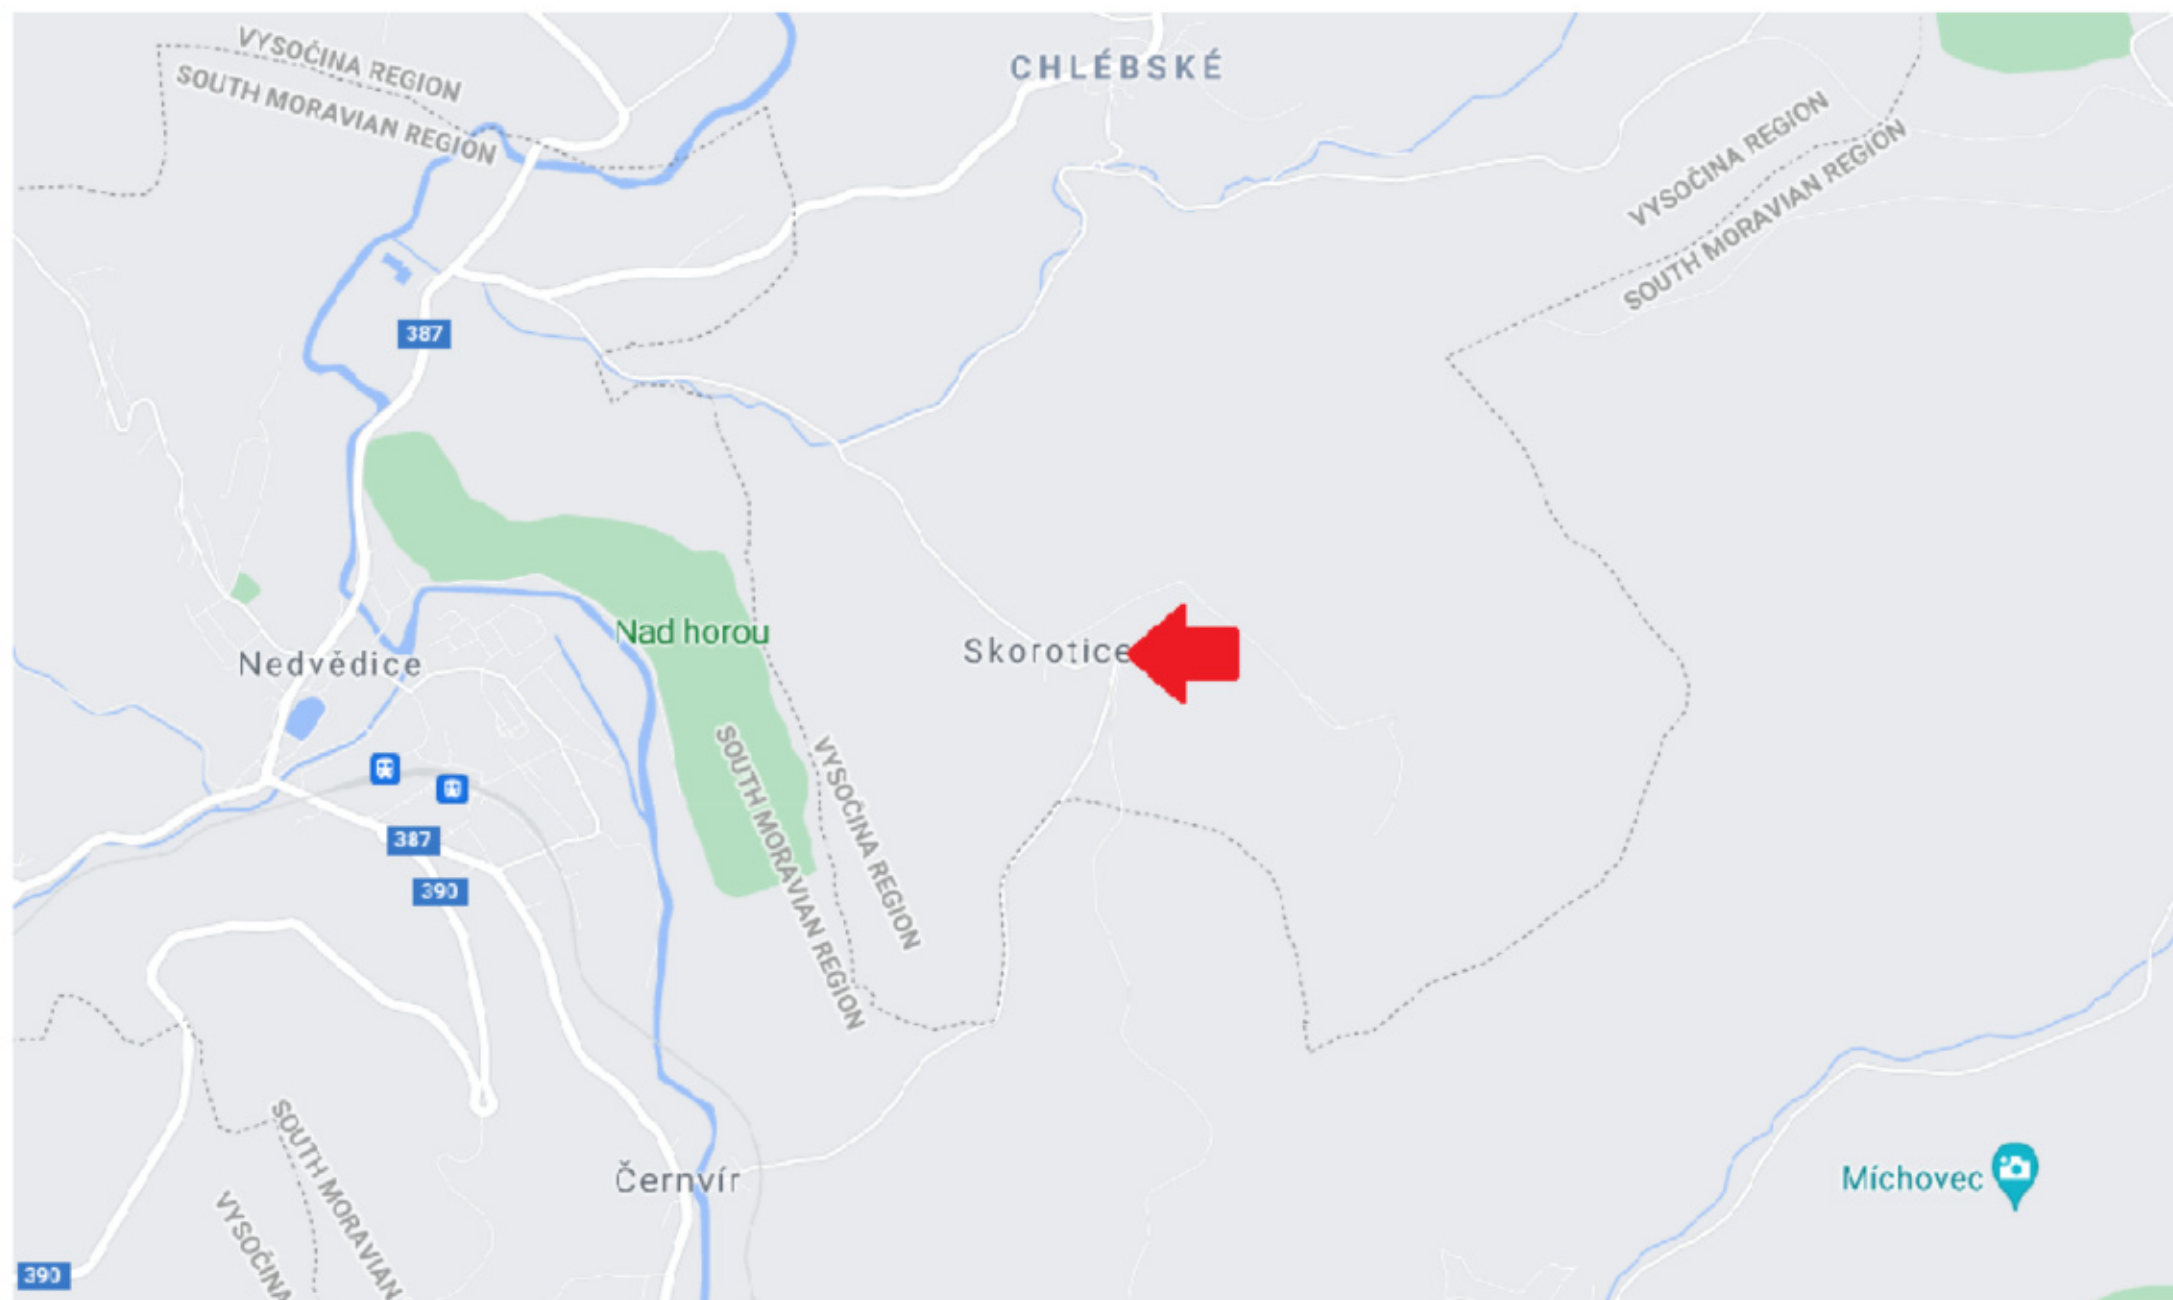 VYSOČINA REGION
SOUTH MORAVIAN REGION
CHLÉBSKÉ
VYSOČINA REGION
SOUTH MORAVIAN REGION
387
Nad horou
Skorotice
Nedvědice
SOUTH MORAVIAN REGION
VYSOČINA REGION
387
390
SOUTH MORAVIAN
VYSOČINA
Černvír
Míchovec
390